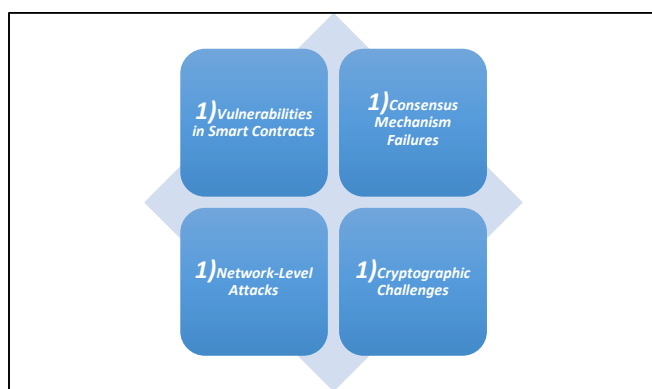 1)Vulnerabilities
in Smart Contracts
1)Consensus
Mechanism
Failures
1)Network-Level
Attacks
1)Cryptographic
Challenges